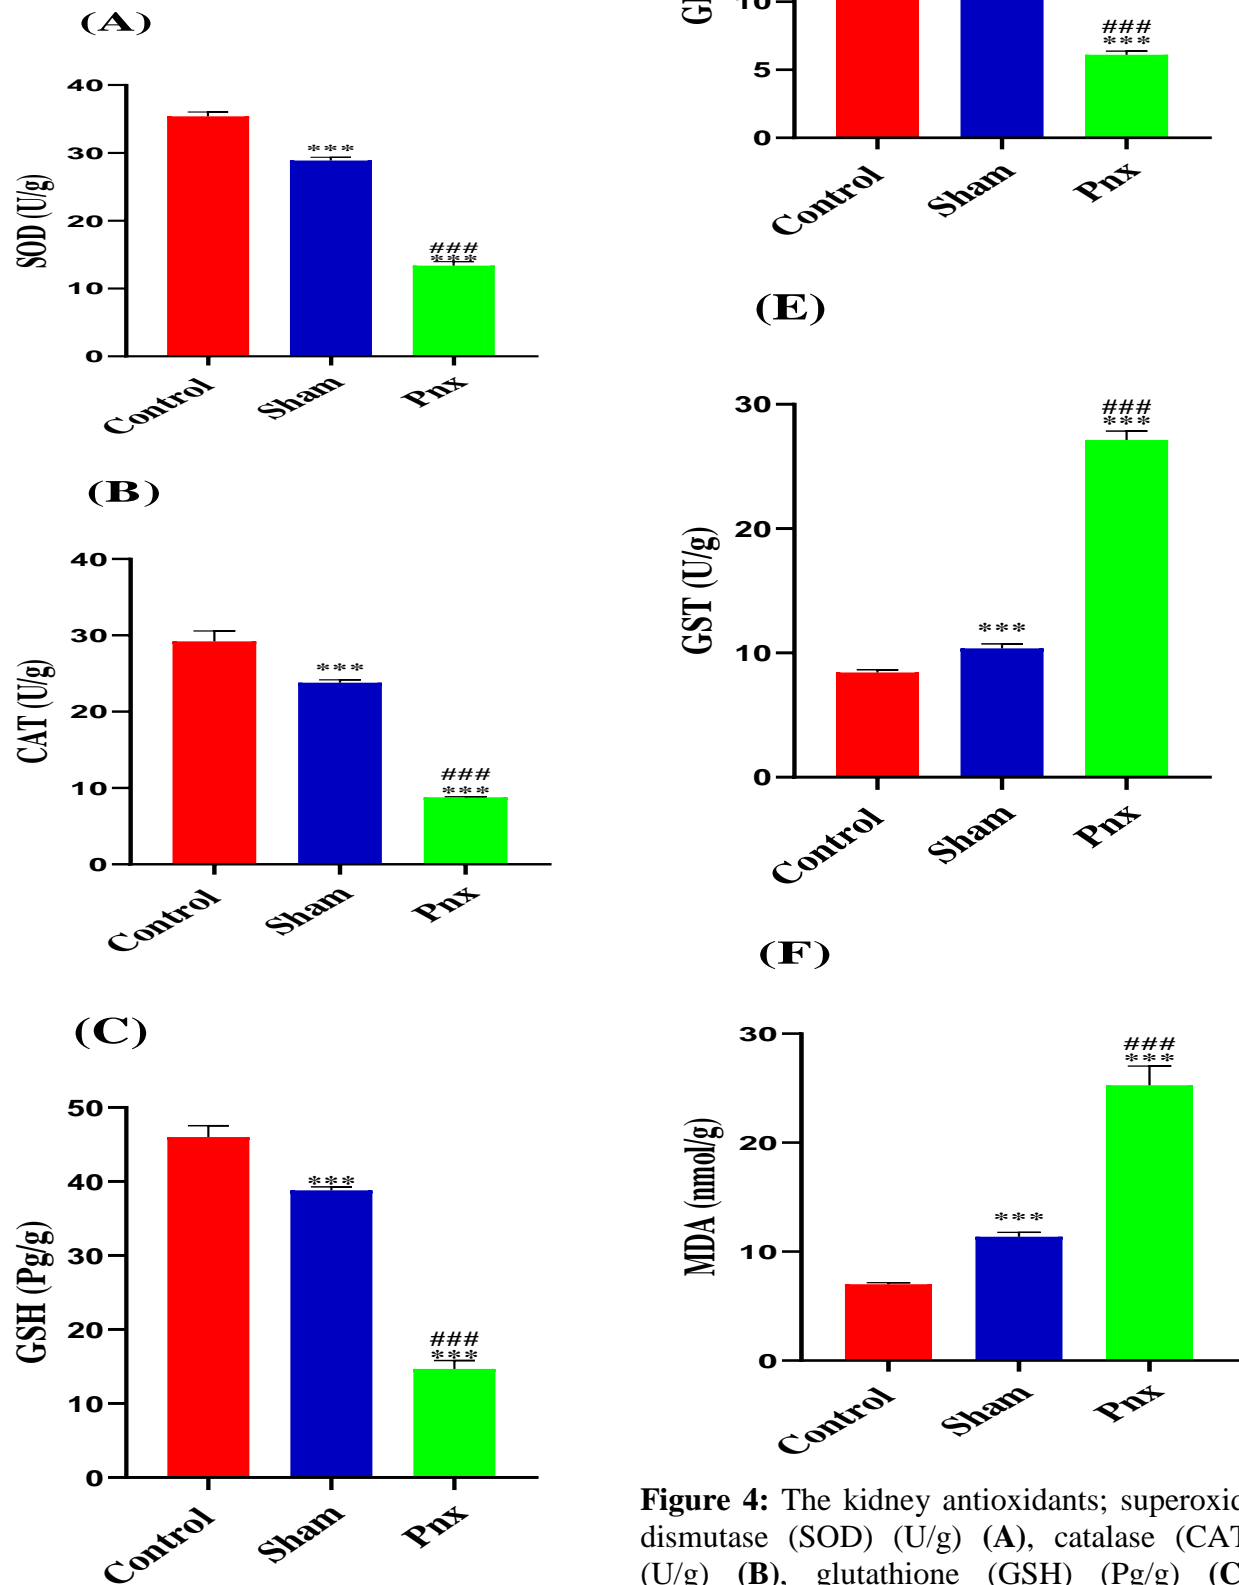 (A)
40
30
20
10
0
SOD (U/g)
***
###
***
Control
Sham
Pnx
(B)
40
30
20
10
0
CAT (U/g)
***
###
***
Control
Sham
Pnx
(C)
50
40
30
20
10
0
GSH (Pg/g)
***
###
***
Control
Sham
Pnx
10
5
0
###
***
Control
Sham
Pnx
(E)
30
20
10
0
GST (U/g)
***
###
***
Control
Sham
Pnx
(F)
30
20
10
0
MDA (nmol/g)
***
###
***
Control
Sham
Pnx
Figure 4: The kidney antioxidants; superoxid
dismutase (SOD) (U/g) (A), catalase (CAT
(U/g) (B), glutathione (GSH) (Pg/g) (C